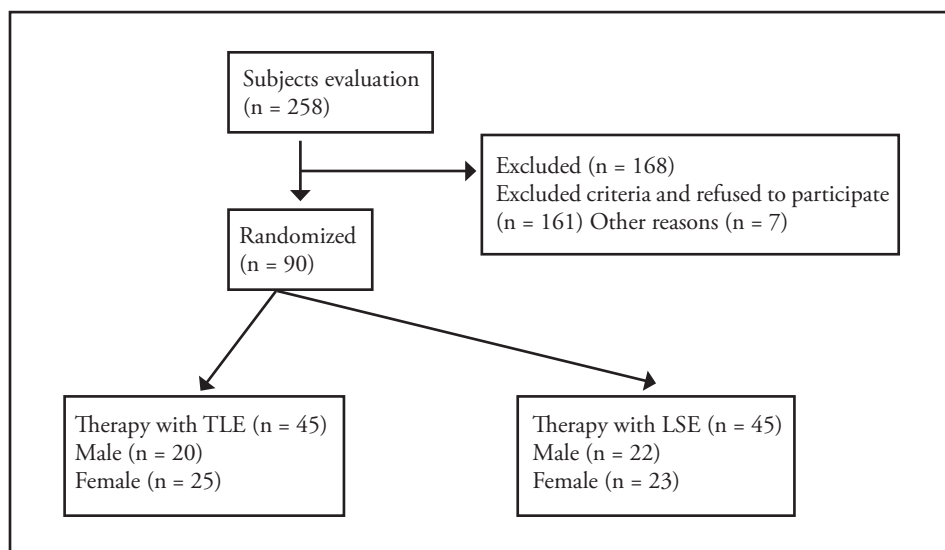 Subjects evaluation
(n = 258)
Excluded (n = 168)
Excluded criteria and refused to participate
(n = 161) Other reasons (n = 7)
Randomized
(n = 90)
Therapy with TLE (n = 45)
Male (n = 20)
Female (n = 25)
Therapy with LSE (n = 45)
Male (n = 22)
Female (n = 23)